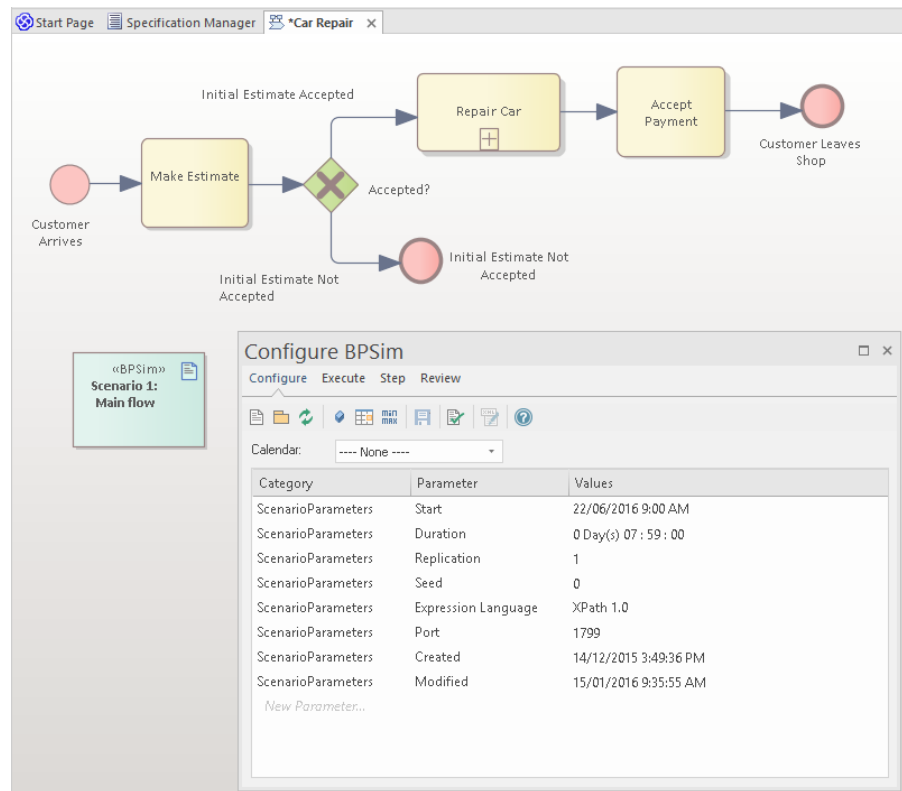 Start Page Specification Manager *Car Repair ×
Initial Estimate Accepted
Repair Car
Accept
Payment
Customer Leaves
Shop
Make Estimate
Accepted?
Customer
Arrives
Initial Estimate Not
Accepted
Initial Estimate Not
Accepted
«BPSim»
Scenario 1:
Main flow
Configure BPSim
Configure Execute Step Review
min
max
Calendar: ---- None ----
Category Parameter Values
ScenarioParameters Start 22/06/2016 9:00 AM
ScenarioParameters Duration 0 Day(s) 07 : 59 : 00
ScenarioParameters Replication 1
ScenarioParameters Seed 0
ScenarioParameters Expression Language XPath 1.0
ScenarioParameters Port 1799
ScenarioParameters Created 14/12/2015 3:49:36 PM
ScenarioParameters Modified 15/01/2016 9:35:55 AM
New Parameter...